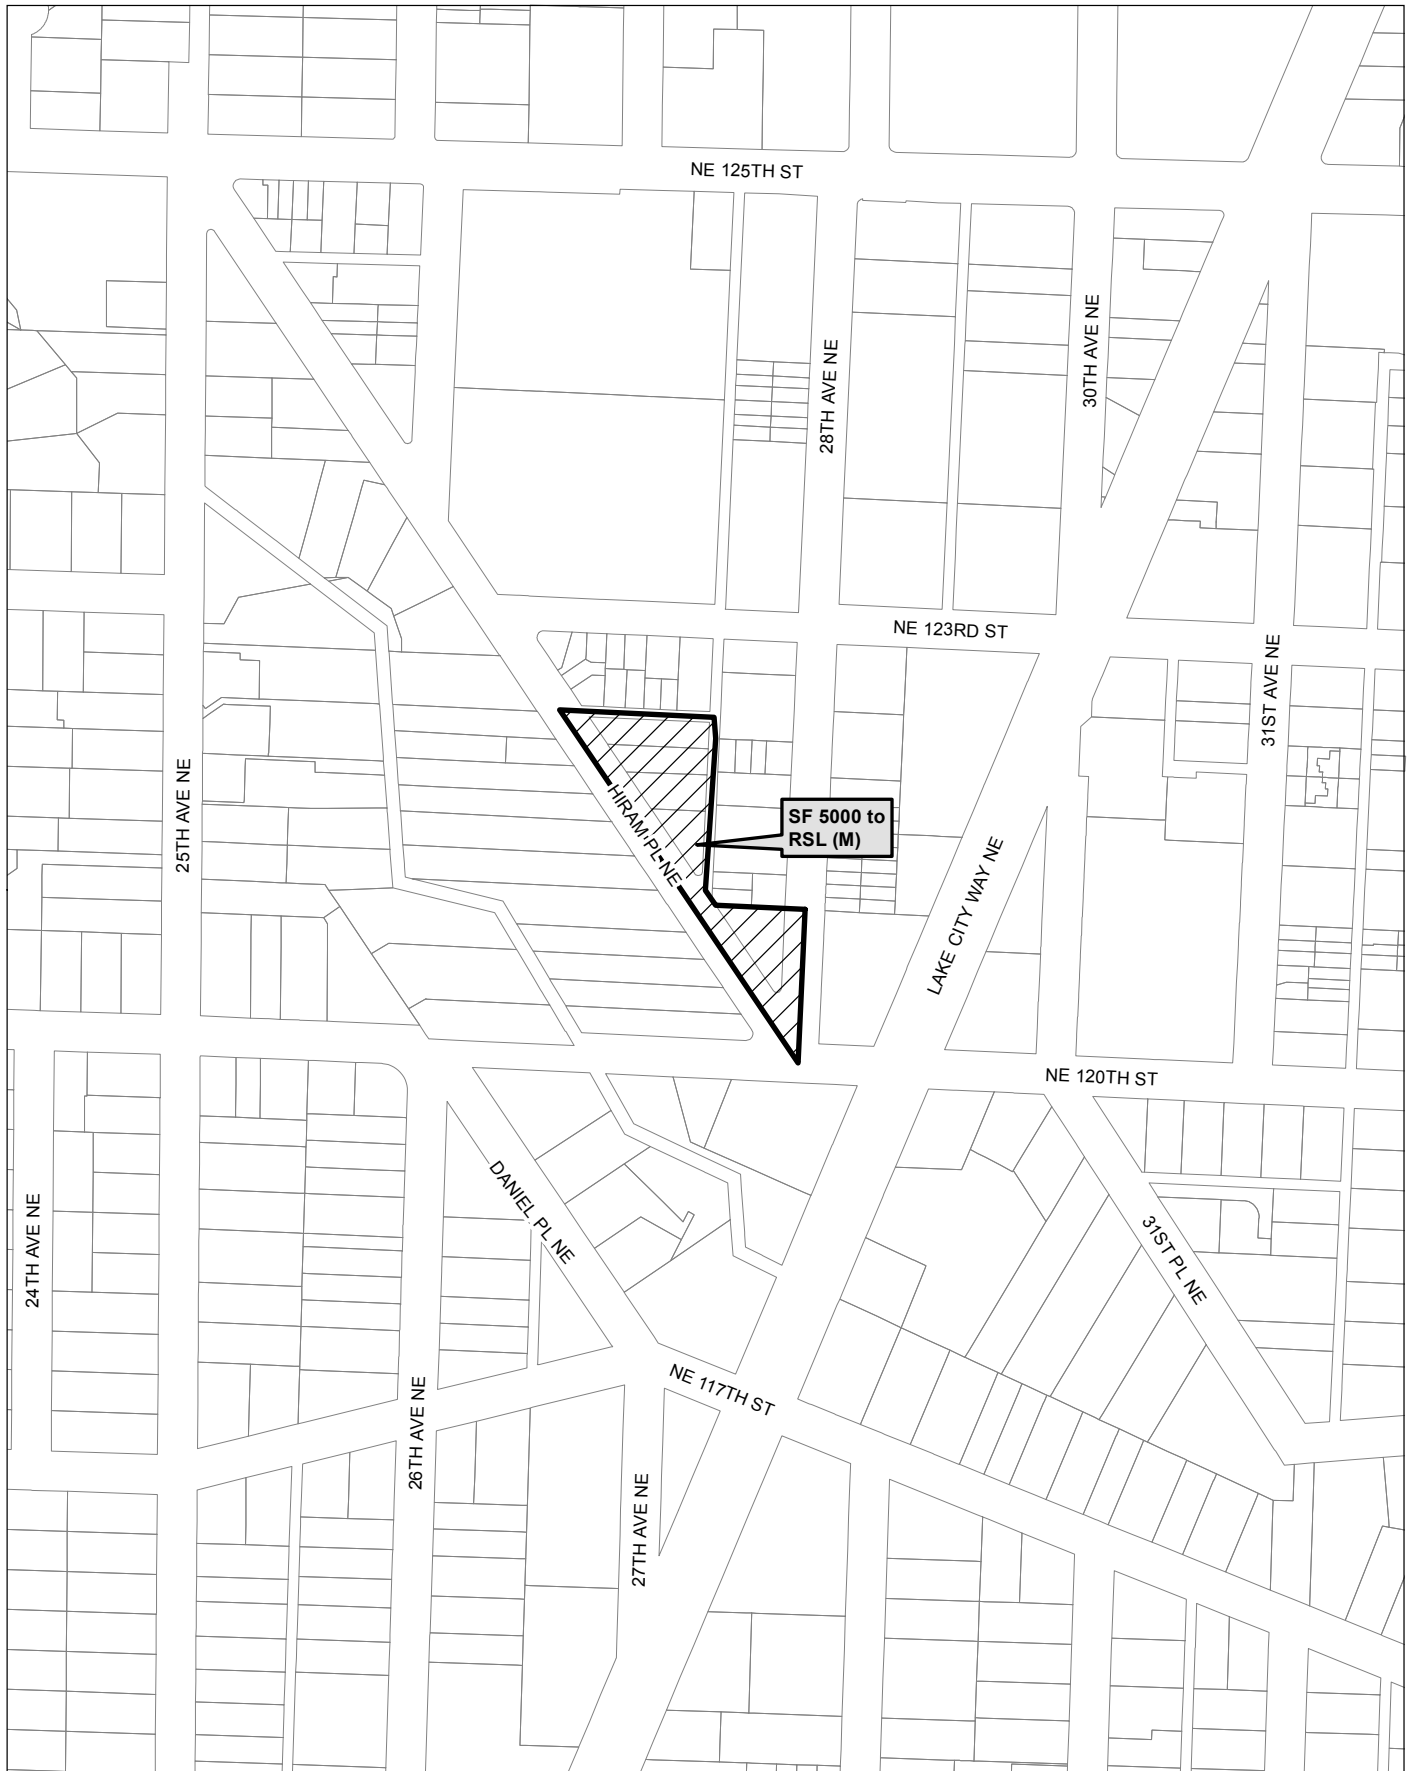 NE 125TH ST
28TH AVE NE
30TH AVE NE
NE 123RD ST
31ST AVE NE
25TH AVE NE
HIRAM PL NE
SF 5000 to
RSL (M)
LAKE CITY WAY NE
NE 120TH ST
DANIEL PL NE
24TH AVE NE
31ST PL NE
NE 117TH ST
26TH AVE NE
27TH AVE NE